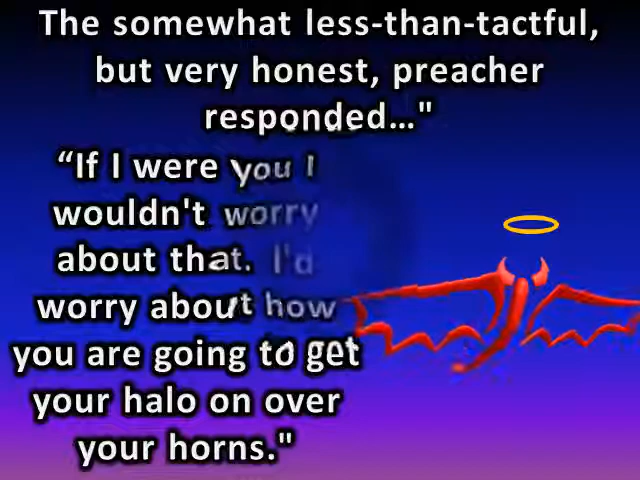 The somewhat less-than-tactful,
but very honest, preacher
responded..."
“If I were you I
wouldn't worry
about that. I'd
worry about how
you are going to get
your halo on over
your horns."